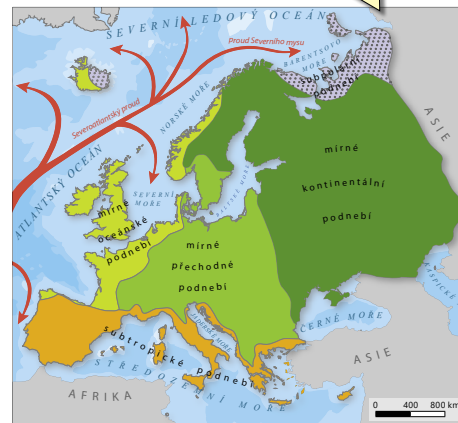 SEVERNÍ LEDOVÝ OCEÁN
Proud Severního mysu
BARENTSOVO
MOŘE
subpolární
podnebí
Severoatlantský proud
NORSKÉ MOŘE
ATLANTSKÝ OCEÁN
ASIE
SEVERNÍ
MOŘE
BALTSKÉ MOŘE
mírné
kontinentální
podnebí
mírné
oceánské
podnebí
mírné
přechodné
podnebí
KASPICKÉ
ČERNÉ MOŘE
JADERSKÉ MOŘE
subtropické podnebí
STŘEDOZEMNÍ MOŘE
ASIE
AFRIKA
0 400 800 km